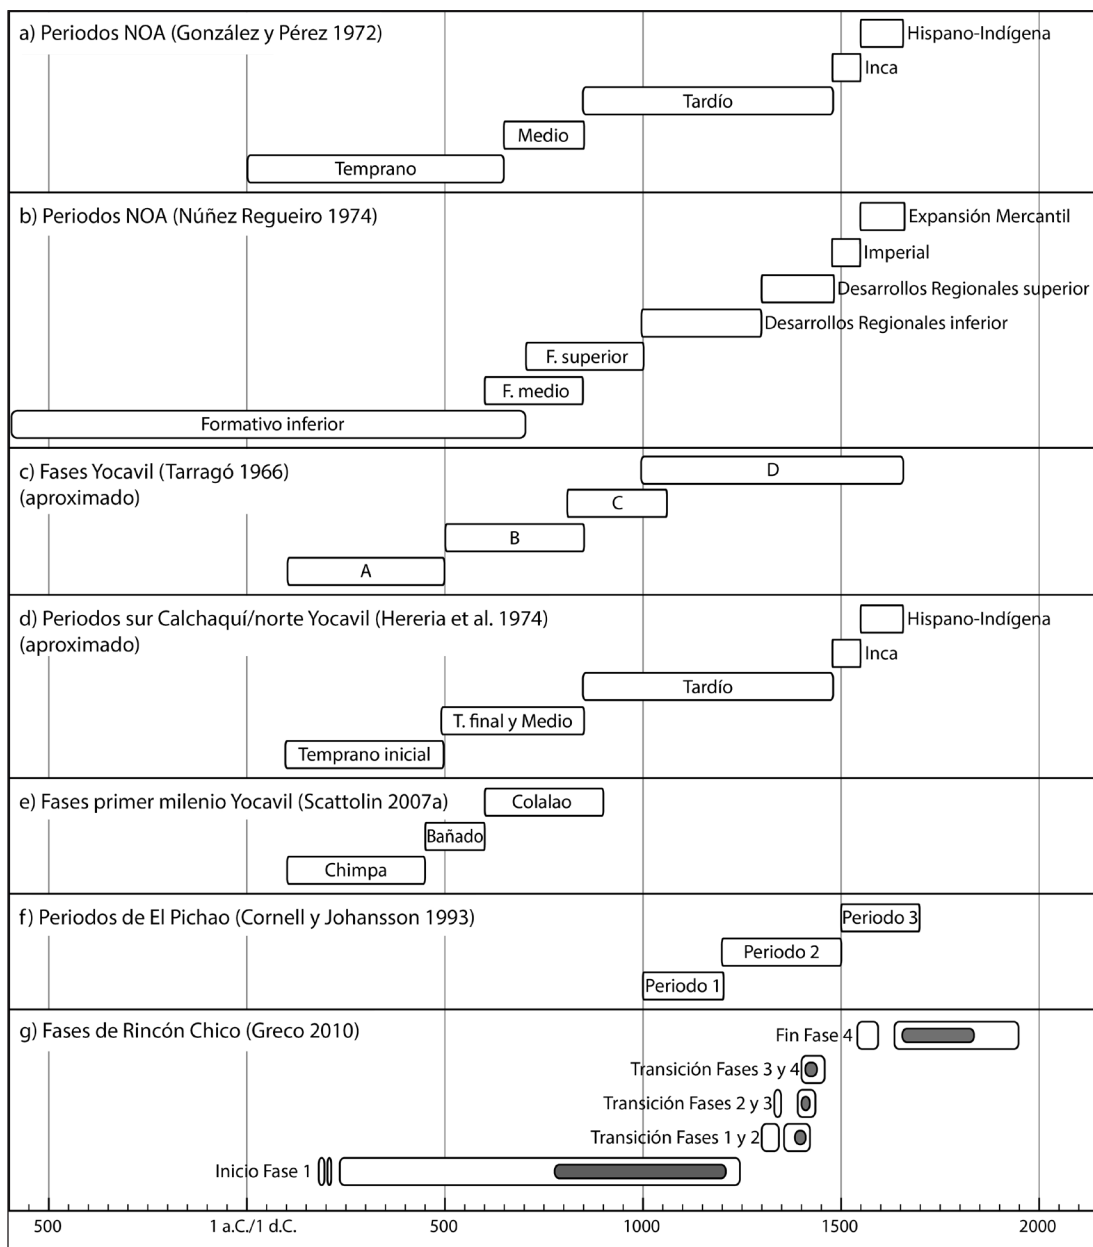 a) Periodos NOA (González y Pérez 1972)
Hispano-Indígena
Inca
Tardío
Medio
Temprano
b) Periodos NOA (Núñez Regueiro 1974)
Expansión Mercantil
Imperial
Desarrollos Regionales superior
Desarrollos Regionales inferior
F. superior
F. medio
Formativo inferior
c) Fases Yocavil (Tarragó 1966)
(aproximado)
D
C
B
A
d) Periodos sur Calchaquí/norte Yocavil (Hereria et al. 1974)
(aproximado)
Hispano-Indígena
Inca
Tardío
T. final y Medio
Temprano inicial
e) Fases primer milenio Yocavil (Scattolin 2007a)
Colalao
Bañado
Chimpa
f) Periodos de El Pichao (Cornell y Johansson 1993)
Periodo 3
Periodo 2
Periodo 1
g) Fases de Rincón Chico (Greco 2010)
Fin Fase 4
Transición Fases 3 y 4
Transición Fases 2 y 3
Transición Fases 1 y 2
Inicio Fase 1
500 1 a.C./1 d.C. 500 1000 1500 2000